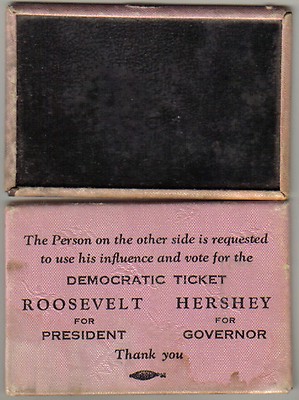 The Person on the other side is requested
to use his influence and vote for the
DEMOCRATIC TICKET
ROOSEVELT HERSHEY
FOR FOR
PRESIDENT GOVERNOR
Thank you